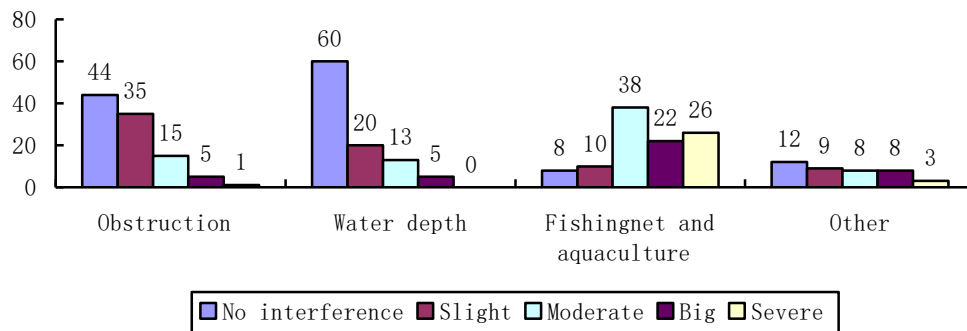 80
60
40
20
0
44
35
15
5
1
60
20
13
5
0
8
10
38
22
26
12
9
8
8
3
Obstruction
Water depth
Fishingnet and
aquaculture
Other
No interference
Slight
Moderate
Big
Severe